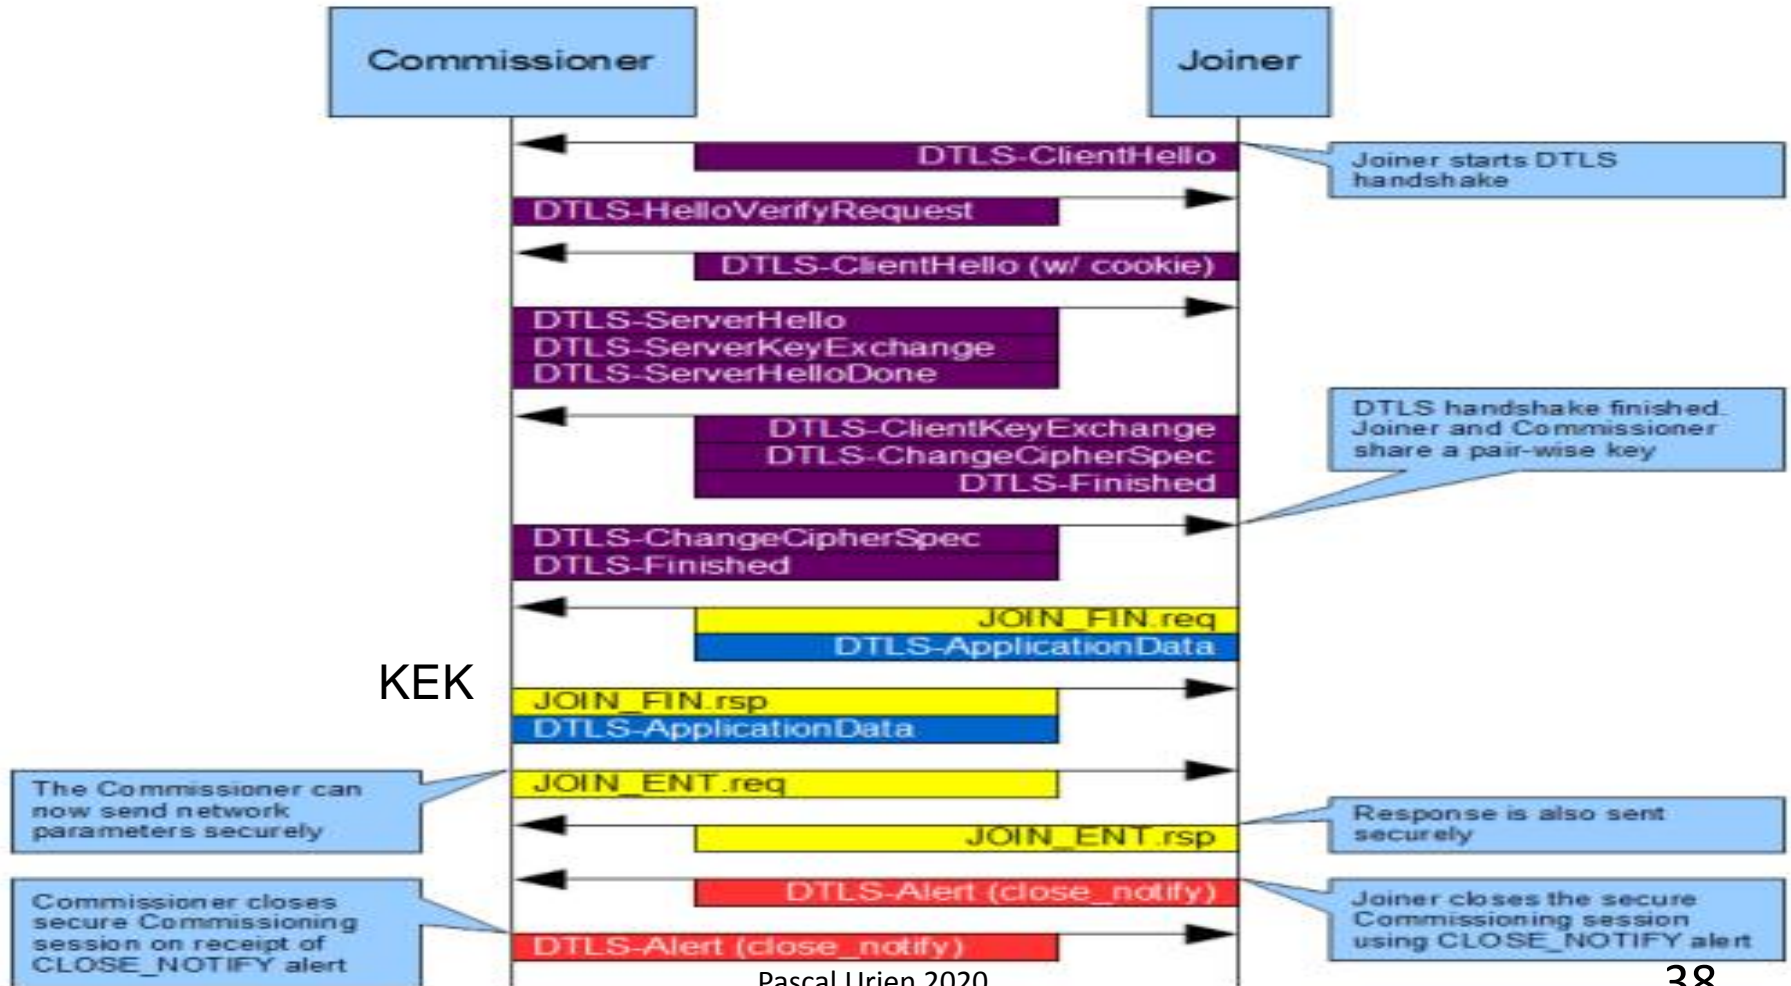 Commissioner
Joiner
DTLS-ClientHello
Joiner starts DTLS
handshake
DTLS-HelloVerifyRequest
DTLS-ClientHello (w/ cookie)
DTLS-ServerHello
DTLS-ServerKeyExchange
DTLS-ServerHelloDone
DTLS-ClientKeyExchange
DTLS-ChangeCipherSpec
DTLS-Finished
DTLS handshake finished.
Joiner and Commissioner
share a pair-wise key
DTLS-ChangeCipherSpec
DTLS-Finished
JOIN_FIN.req
DTLS-ApplicationData
KEK
JOIN_FIN.rsp
DTLS-ApplicationData
The Commissioner can
now send network
parameters securely
JOIN_ENT.req
JOIN_ENT.rsp
Response is also sent
securely
DTLS-Alert (close_notify)
Joiner closes the secure
Commissioning session
using CLOSE_NOTIFY alert
Commissioner closes
secure Commissioning
session on receipt of
CLOSE_NOTIFY alert
DTLS-Alert (close_notify)
Pascal Urien 2020
38